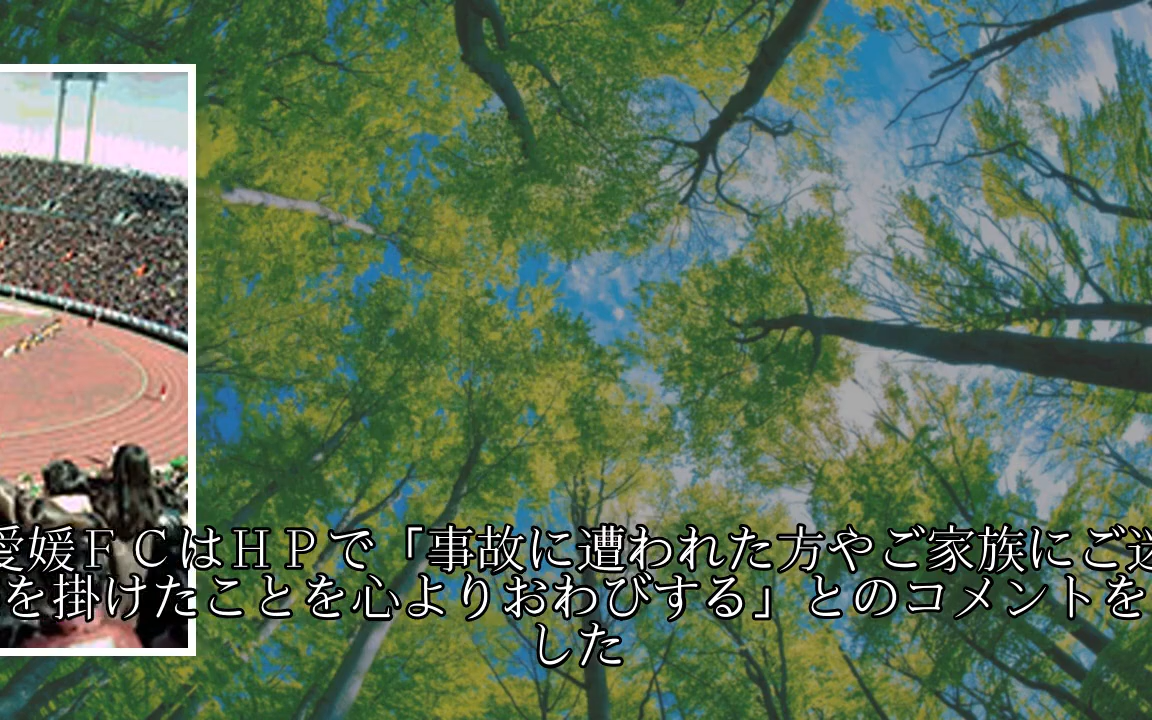 愛媛ＦＣはＨＰで「事故に遭われた方やご家族にご迷
を掛けたことを心よりおわびする」とのコメントを
した